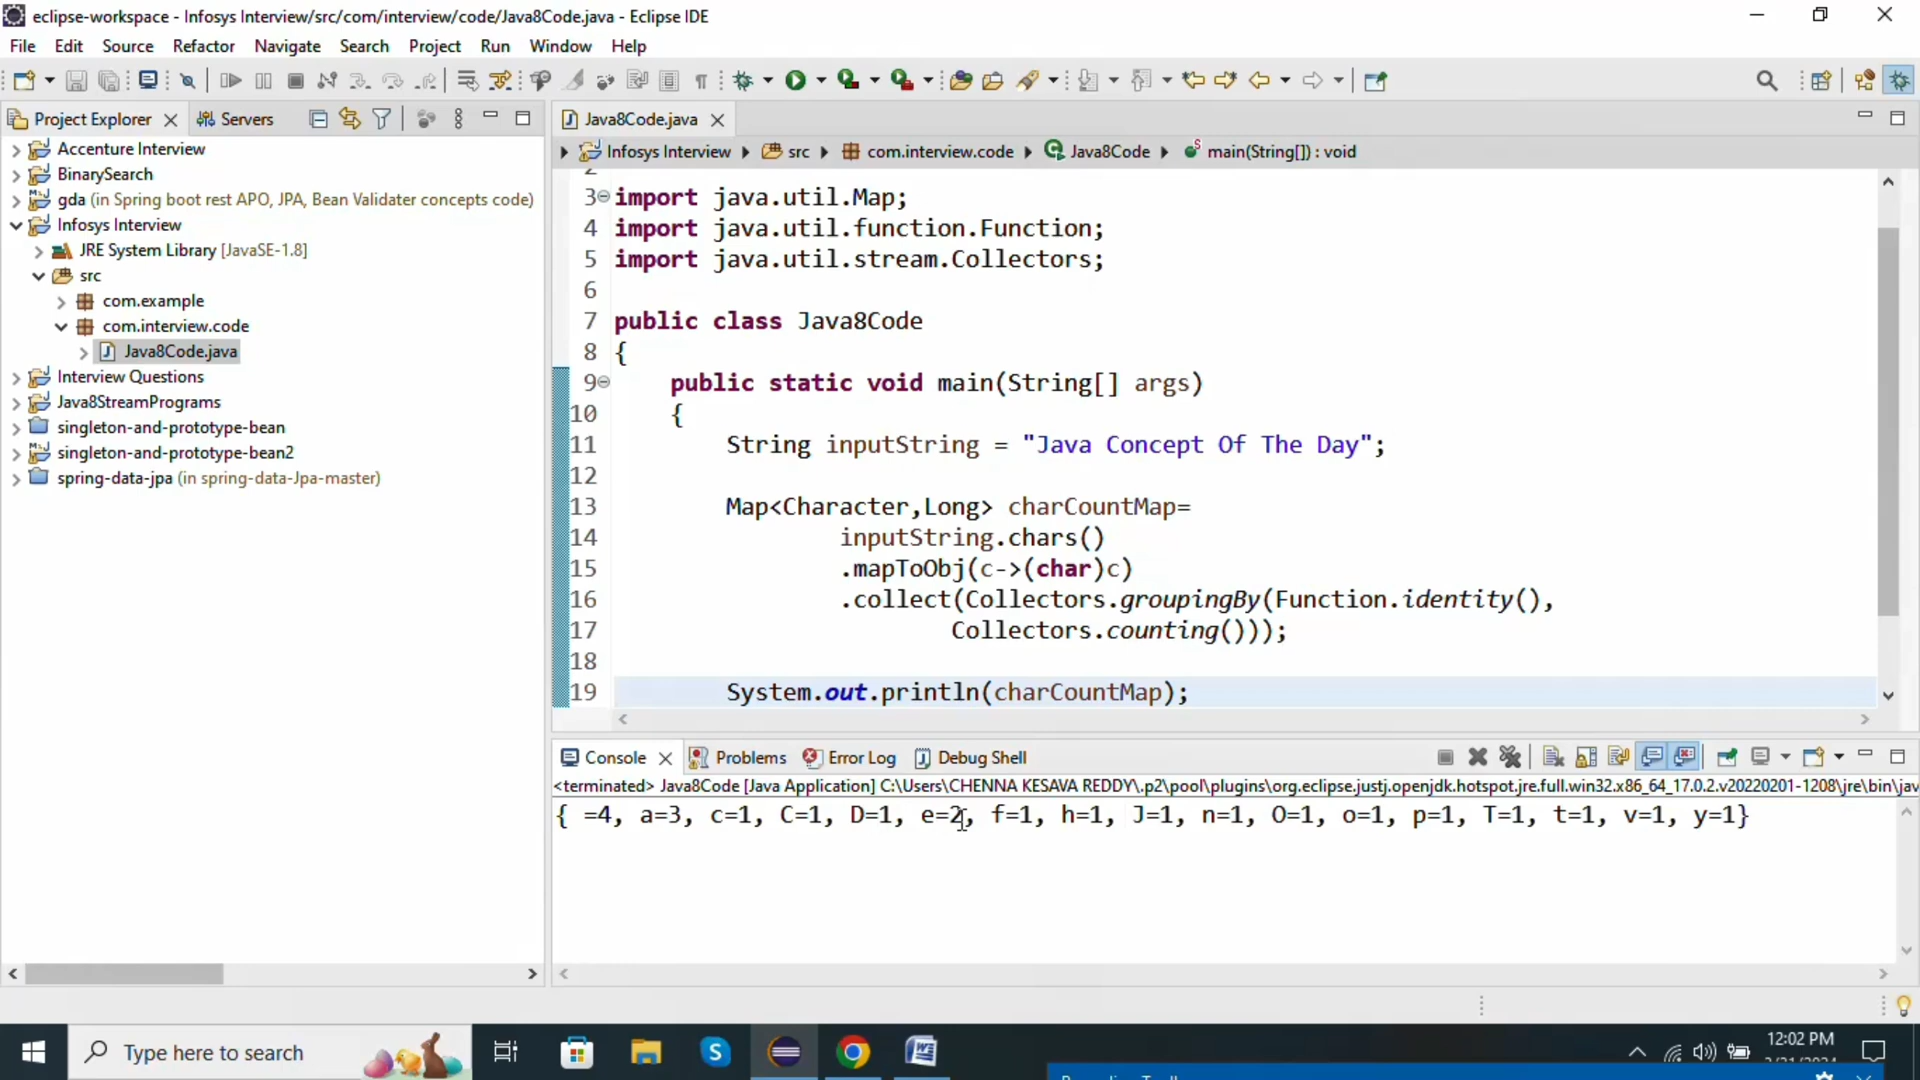 eclipse-workspace - Infosys Interview/src/com/interview/code/Java8Code.java - Eclipse IDE
File Edit Source Refactor Navigate Search Project Run Window Help
Project Explorer Servers
Accenture Interview
BinarySearch
gda (in Spring boot rest APO, JPA, Bean Validater concepts code)
Infosys Interview
JRE System Library [JavaSE-1.8]
src
com.example
com.interview.code
Java8Code.java
Interview Questions
Java8StreamPrograms
singleton-and-prototype-bean
singleton-and-prototype-bean2
spring-data-jpa (in spring-data-Jpa-master)
Java8Code.java
Infosys Interview src com.interview.code Java8Code main(String[]) : void
3 import java.util.Map;
4 import java.util.function.Function;
5 import java.util.stream.Collectors;
6
7 public class Java8Code
8 {
9 public static void main(String[] args)
10 {
11 String inputString = "Java Concept Of The Day";
12
13 Map<Character,Long> charCountMap=
14 inputString.chars()
15 .mapToObj(c->(char)c)
16 .collect(Collectors.groupingBy(Function.identity(),
17 Collectors.counting()));
18
19 System.out.println(charCountMap);
Console Problems Error Log Debug Shell
<terminated> Java8Code [Java Application] C:\Users\CHENNA KESAVA REDDY\.p2\pool\plugins\org.eclipse.justj.openjdk.hotspot.jre.full.win32.x86_64_17.0.2.v20220201-1208\jre\bin\jav
{ =4, a=3, c=1, C=1, D=1, e=2, f=1, h=1, J=1, n=1, O=1, o=1, p=1, T=1, t=1, v=1, y=1}
Type here to search
12:02 PM